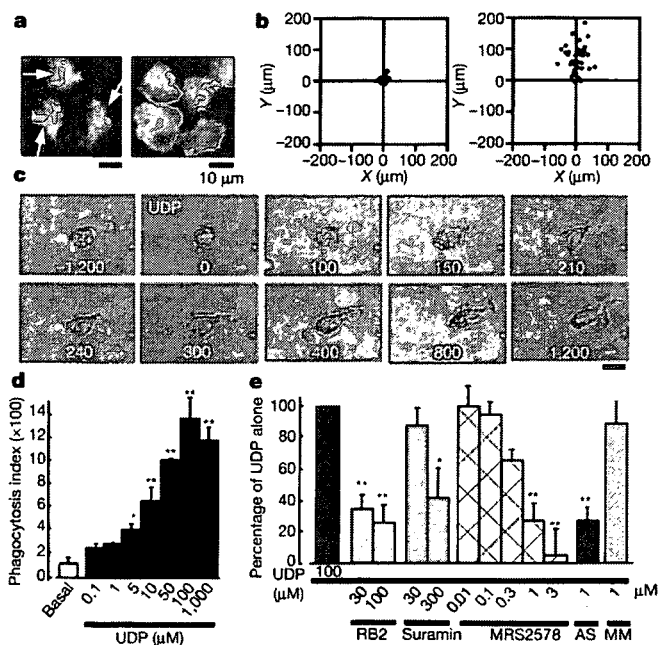 a
10 µm
b
Y (µm)
200
100
0
−100
−200
−200 −100 0 100 200
X (µm)
Y (µm)
200
100
0
−100
−200
−200 −100 0 100 200
X (µm)
c
−1,200
UDP
0
100
150
210
240
300
400
800
1,200
d
Phagocytosis index (×100)
14
12
10
8
6
4
2
0
* ** ** ** **
Basal 0.1 1 5 10 50 100 1,000
UDP (µM)
e
Percentage of UDP alone
100
80
60
40
20
0
** ** * ** ** **
UDP 100
(µM) 30 100 30 300 0.01 0.1 0.3 1 3 1 1 µM
RB2 Suramin MRS2578 AS MM